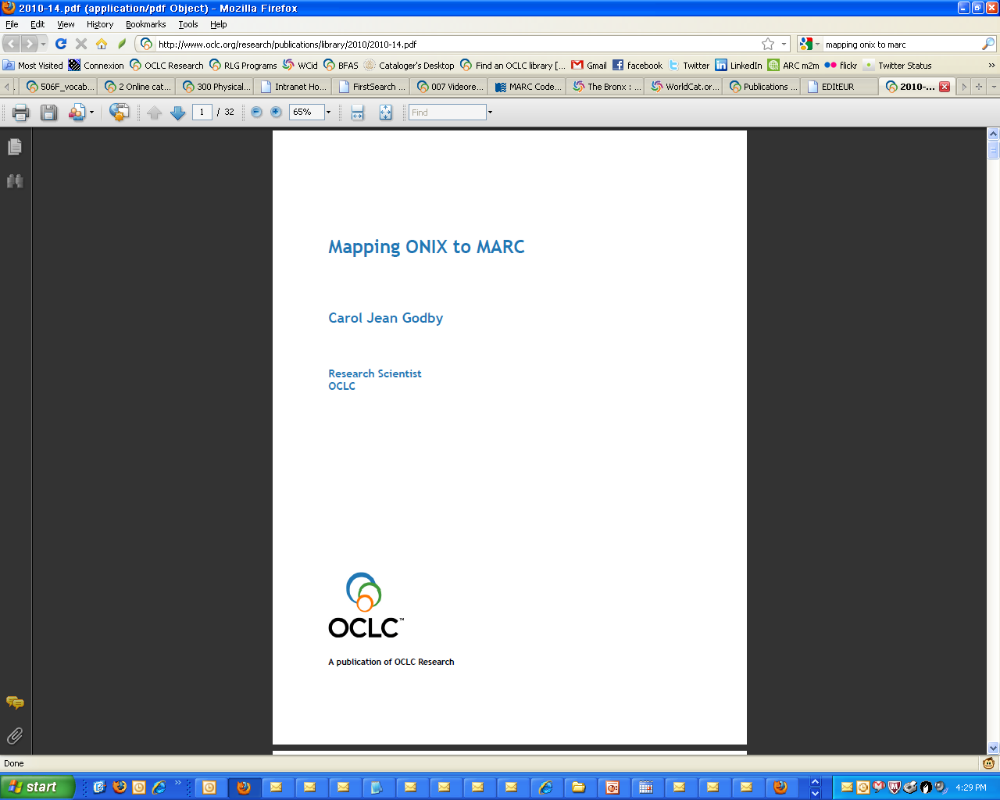 2010-14.pdf (application/pdf Object) - Mozilla Firefox
File Edit View History Bookmarks Tools Help
http://www.oclc.org/research/publications/library/2010/2010-14.pdf
mapping onix to marc
Most Visited Connexion OCLC Research RLG Programs WCid BFAS Cataloger's Desktop Find an OCLC library [... Gmail facebook Twitter LinkedIn ARC m2m flickr Twitter Status »
506F_vocab... 2 Online cat... 300 Physical... Intranet Ho... FirstSearch ... 007 Videore... MARC Code... The Bronx : ... WorldCat.or... Publications ... EDItEUR 2010-...
1 / 32 65% Find
Mapping ONIX to MARC
Carol Jean Godby
Research Scientist
OCLC
OCLC™
A publication of OCLC Research
Done
start » 4:29 PM